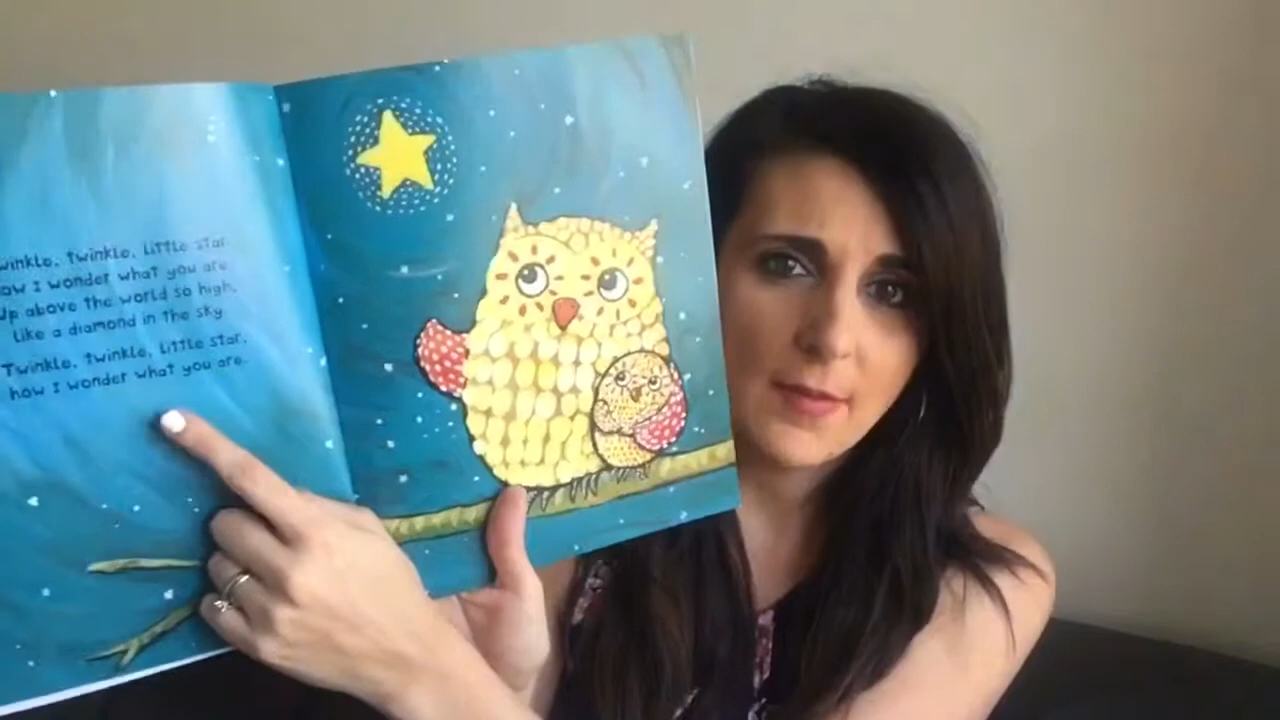 winkle, twinkle, little star
ow I wonder what you are
Up above the world so high,
like a diamond in the sky
Twinkle, twinkle, little star,
how I wonder what you are.